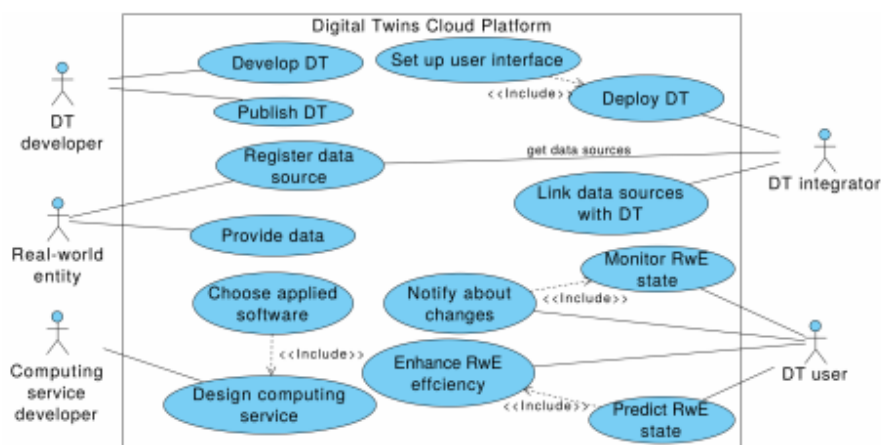 Digital Twins Cloud Platform
Develop DT
Set up user interface
<<Include>>
Deploy DT
Publish DT
DT
developer
Register data
source
get data sources
DT integrator
Link data sources
with DT
Provide data
Real-world
entity
Monitor RwE
state
Choose applied
software
Notify about
changes
<<Include>>
<<Include>>
Enhance RwE
effciency
DT user
Computing
service
developer
Design computing
service
<<Include>>
Predict RwE
state